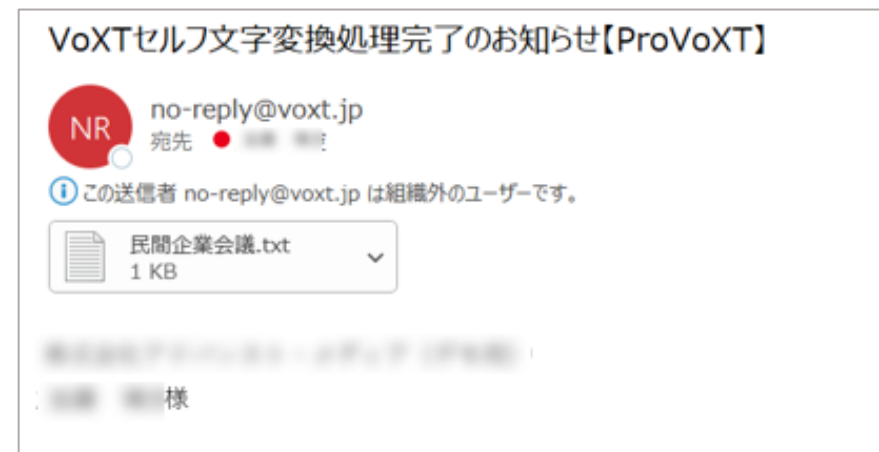 VoXTセルフ文字変換処理完了のお知らせ【ProVoXT】
NR
no-reply@voxt.jp
宛先
この送信者 no-reply@voxt.jp は組織外のユーザーです。
民間企業会議.txt
1 KB
様